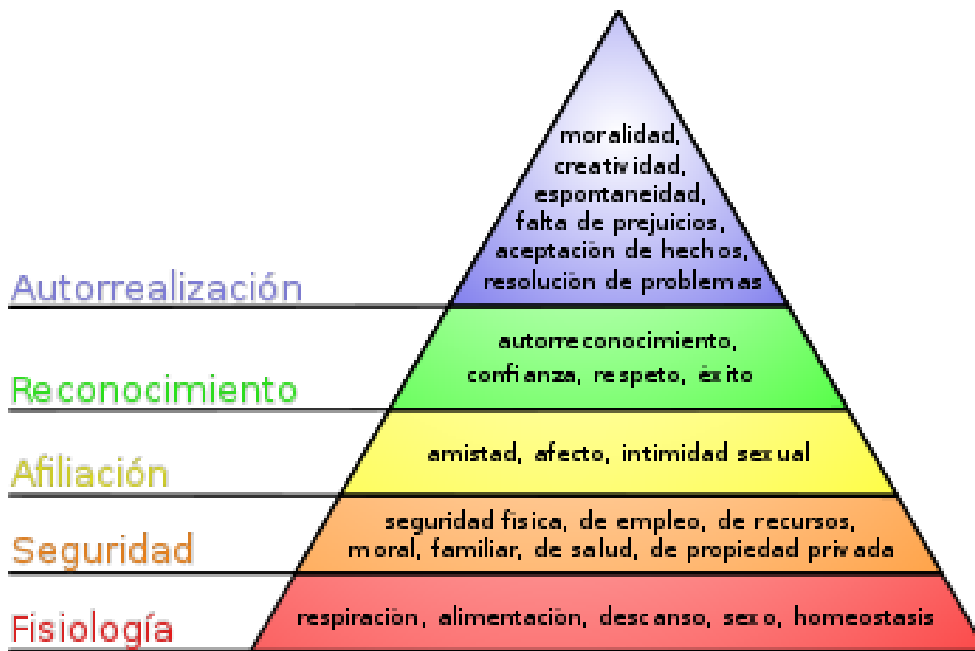 moralidad,
creatividad,
espontaneidad,
falta de prejuicios,
aceptación de hechos,
resolución de problemas
Autorrealización
autorreconocimiento,
confianza, respeto, éxito
Reconocimiento
amistad, afecto, intimidad sexual
Afiliación
seguridad física, de empleo, de recursos,
moral, familiar, de salud, de propiedad privada
Seguridad
respiración, alimentación, descanso, sexo, homeostasis
Fisiología